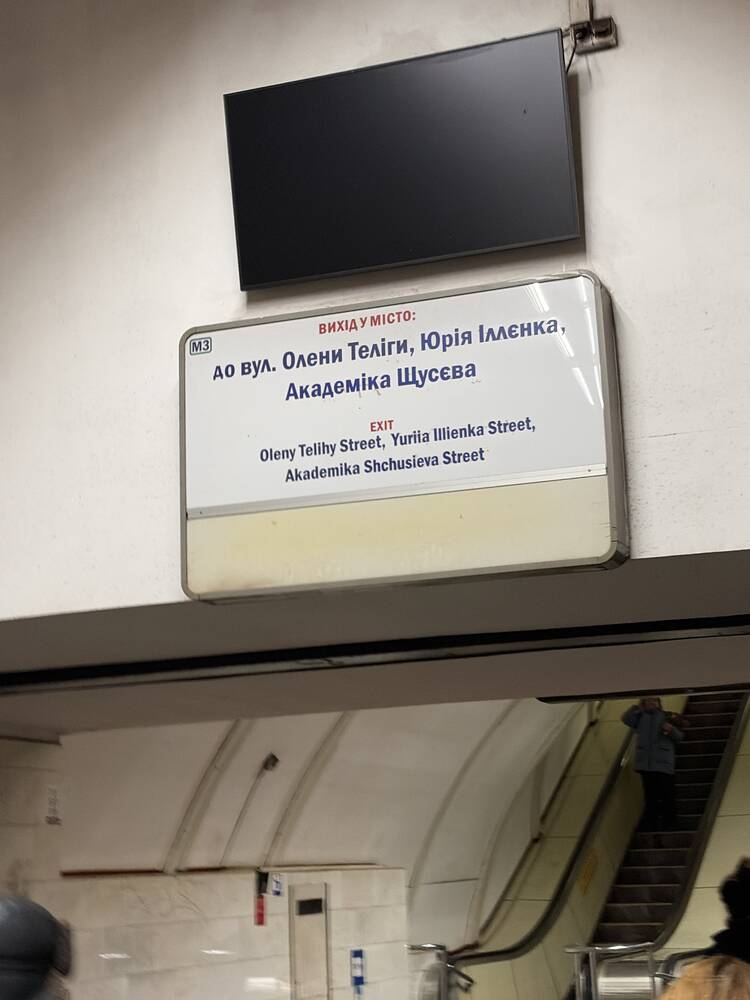 М3
ВИХІД У МІСТО:
до вул. Олени Теліги, Юрія Іллєнка,
Академіка Щусєва
EXIT
Oleny Telihy Street, Yuriia Illienka Street,
Akademika Shchusieva Street